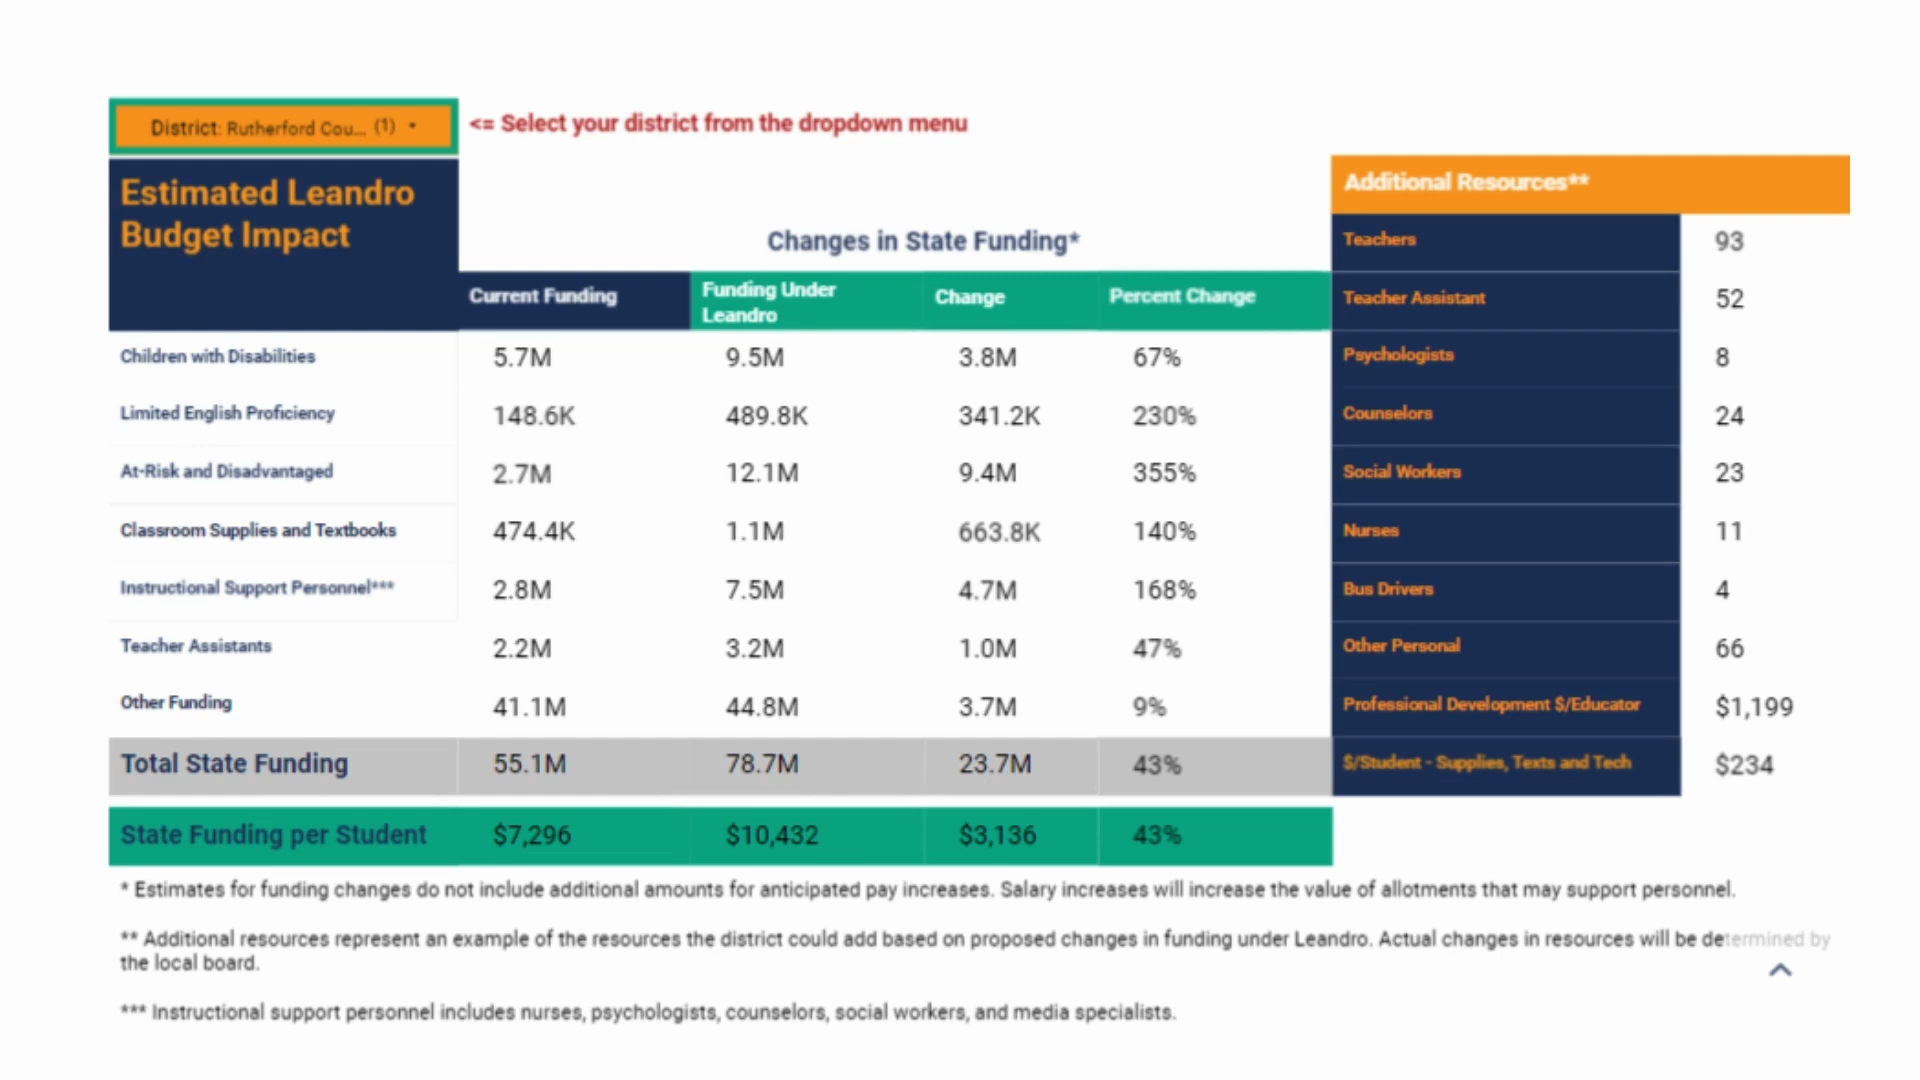 District: Rutherford Cou... (1)
<= Select your district from the dropdown menu
Estimated Leandro
Budget Impact
Changes in State Funding*
Current Funding Funding Under Leandro Change Percent Change
Children with Disabilities 5.7M 9.5M 3.8M 67%
Limited English Proficiency 148.6K 489.8K 341.2K 230%
At-Risk and Disadvantaged 2.7M 12.1M 9.4M 355%
Classroom Supplies and Textbooks 474.4K 1.1M 663.8K 140%
Instructional Support Personnel*** 2.8M 7.5M 4.7M 168%
Teacher Assistants 2.2M 3.2M 1.0M 47%
Other Funding 41.1M 44.8M 3.7M 9%
Total State Funding 55.1M 78.7M 23.7M 43%
State Funding per Student $7,296 $10,432 $3,136 43%
Additional Resources**
Teachers 93
Teacher Assistant 52
Psychologists 8
Counselors 24
Social Workers 23
Nurses 11
Bus Drivers 4
Other Personal 66
Professional Development $/Educator $1,199
$/Student - Supplies, Texts and Tech $234
* Estimates for funding changes do not include additional amounts for anticipated pay increases. Salary increases will increase the value of allotments that may support personnel.
** Additional resources represent an example of the resources the district could add based on proposed changes in funding under Leandro. Actual changes in resources will be determined by
the local board.
*** Instructional support personnel includes nurses, psychologists, counselors, social workers, and media specialists.